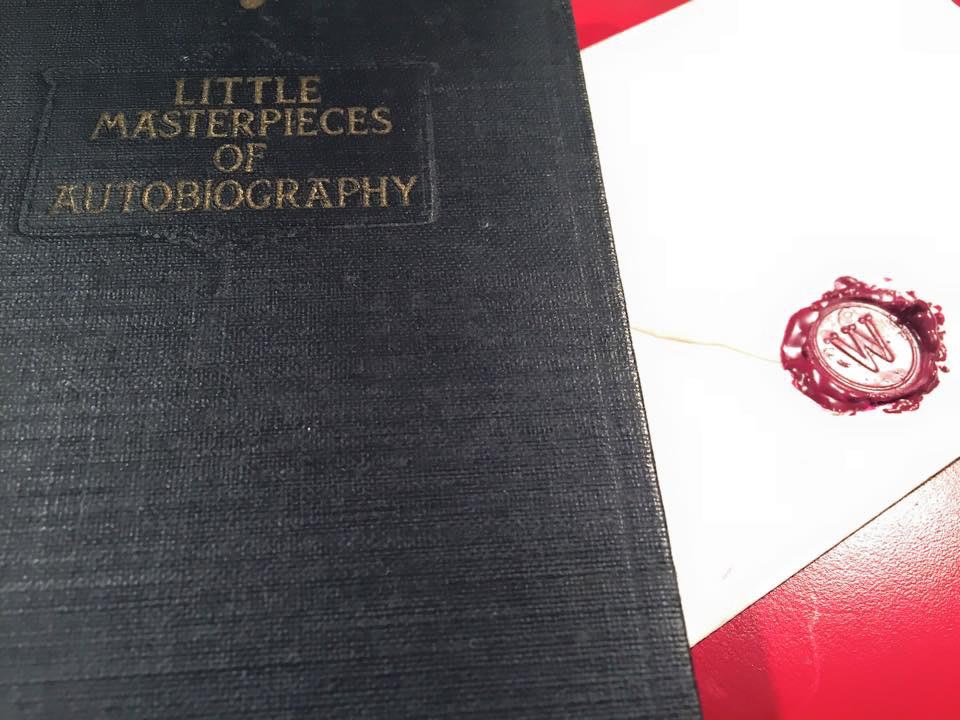 LITTLE
MASTERPIECES
OF
AUTOBIOGRAPHY
W